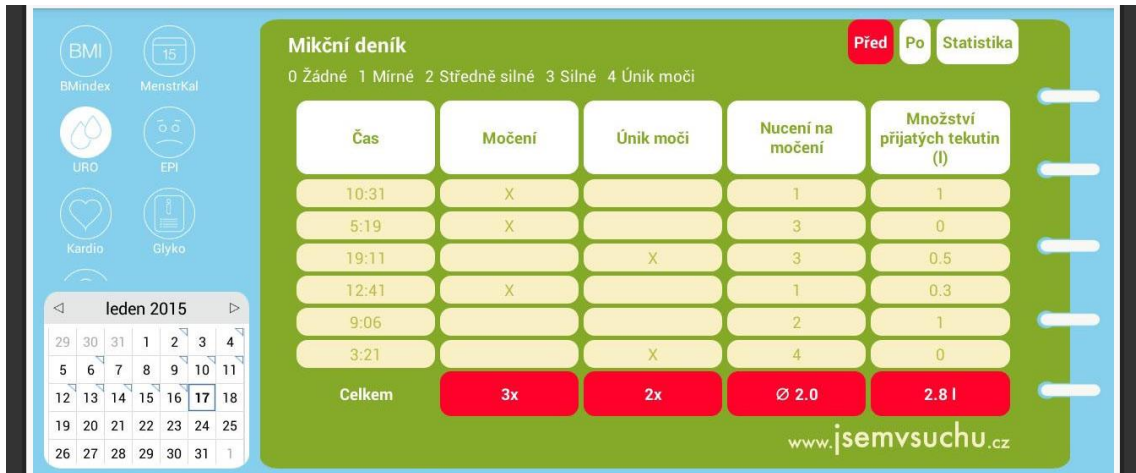 BMI
BMindex
15
MenstrKal
URO
EPI
Kardio
Glyko
leden 2015
29 30 31 1 2 3 4
5 6 7 8 9 10 11
12 13 14 15 16 17 18
19 20 21 22 23 24 25
26 27 28 29 30 31 1
Mikční deník
Před Po Statistika
0 Žádné 1 Mírné 2 Středně silné 3 Silné 4 Únik moči
Čas Močení Únik moči Nucení na močení Množství přijatých tekutin (l)
10:31 X 1 1
5:19 X 3 0
19:11 X 3 0.5
12:41 X 1 0.3
9:06 2 1
3:21 X 4 0
Celkem 3x 2x Ø 2.0 2.8 l
www.jsemvsuchu.cz